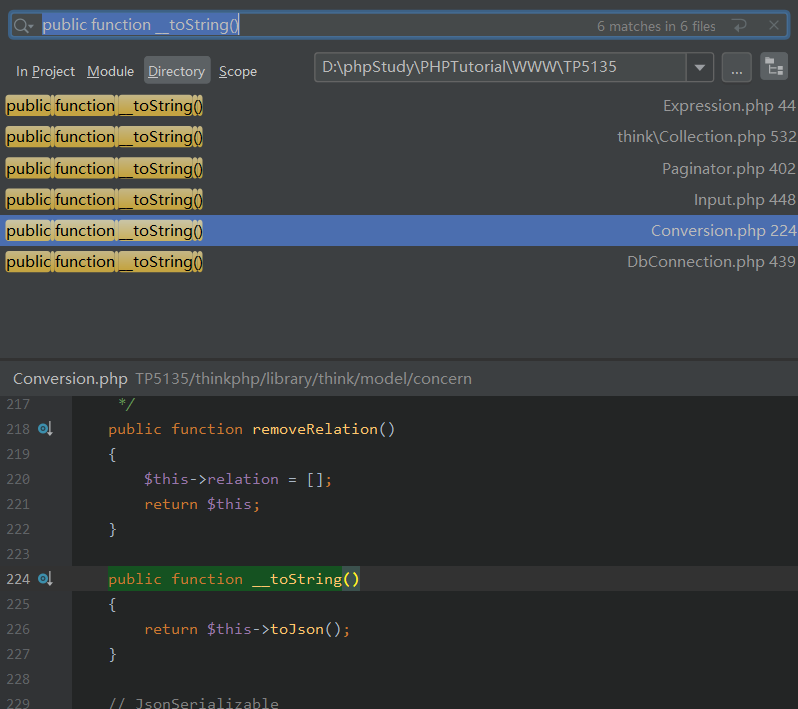 public function __toString() 6 matches in 6 files
In Project Module Directory Scope D:\phpStudy\PHPTutorial\WWW\TP5135 ...
public function __toString() Expression.php 44
public function __toString() think\Collection.php 532
public function __toString() Paginator.php 402
public function __toString() Input.php 448
public function __toString() Conversion.php 224
public function __toString() DbConnection.php 439
Conversion.php TP5135/thinkphp/library/think/model/concern
217 */
218 public function removeRelation()
219 {
220 $this->relation = [];
221 return $this;
222 }
223
224 public function __toString()
225 {
226 return $this->toJson();
227 }
228
229 // JsonSerializable